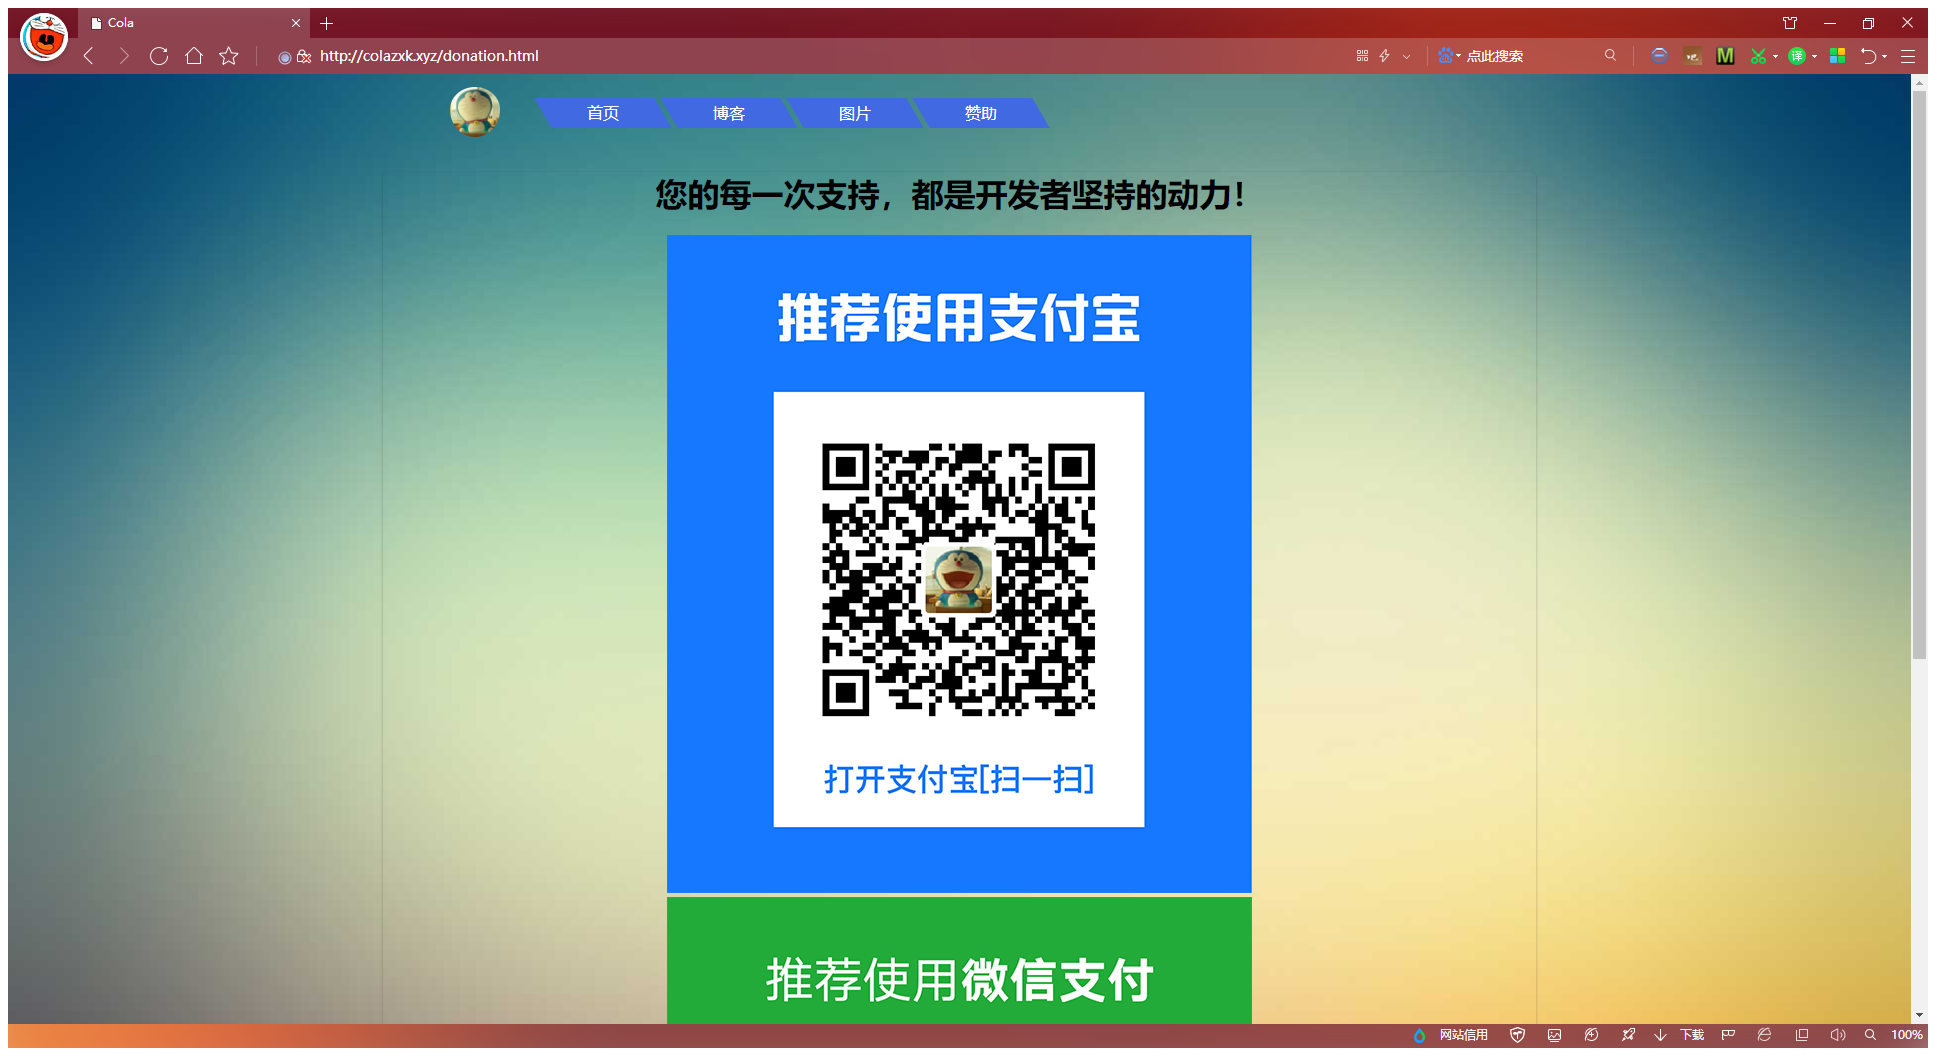 Cola
http://colazxk.xyz/donation.html
点此搜索
M
译
首页
博客
图片
赞助
您的每一次支持，都是开发者坚持的动力！
推荐使用支付宝
打开支付宝[扫一扫]
推荐使用微信支付
网站信用
下载
100%